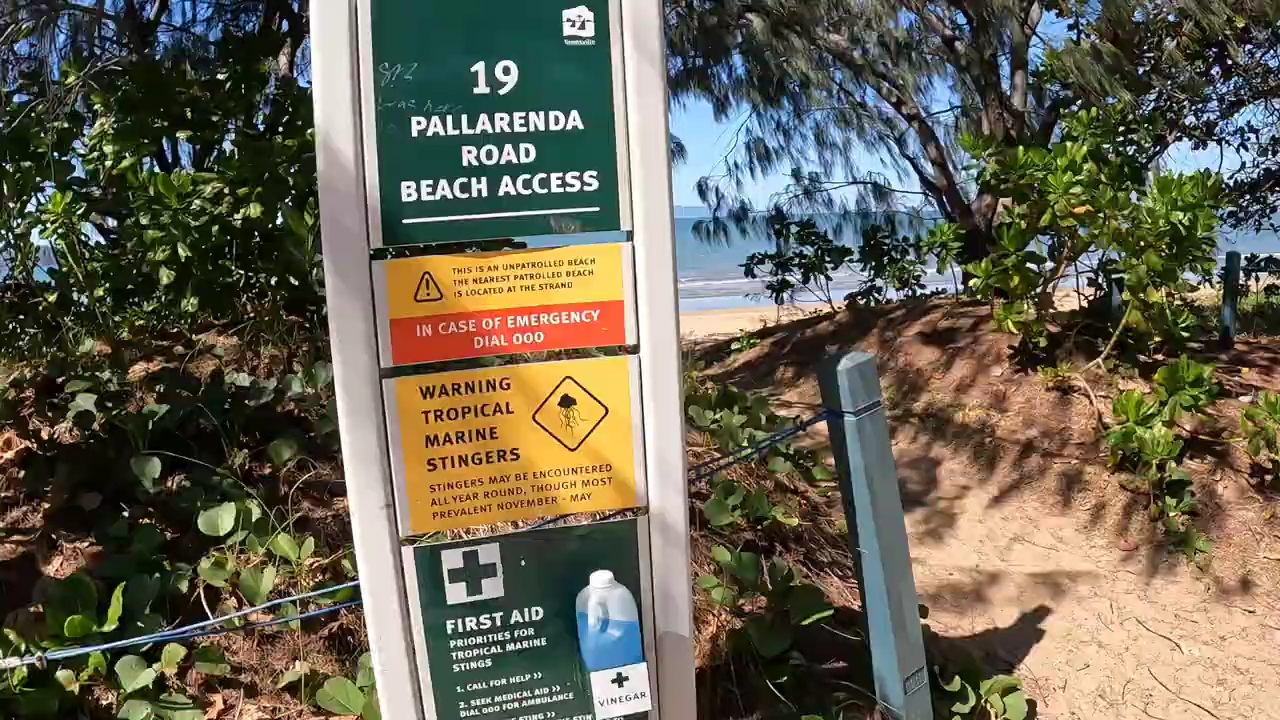 Townsville
19
PALLARENDA
ROAD
BEACH ACCESS
THIS IS AN UNPATROLLED BEACH
THE NEAREST PATROLLED BEACH
IS LOCATED AT THE STRAND
IN CASE OF EMERGENCY
DIAL 000
WARNING
TROPICAL
MARINE
STINGERS
STINGERS MAY BE ENCOUNTERED
ALL YEAR ROUND, THOUGH MOST
PREVALENT NOVEMBER - MAY
FIRST AID
PRIORITIES FOR
TROPICAL MARINE
STINGS
1. CALL FOR HELP >>
2. SEEK MEDICAL AID >>
DIAL 000 FOR AMBULANCE
STING >>
VINEGAR